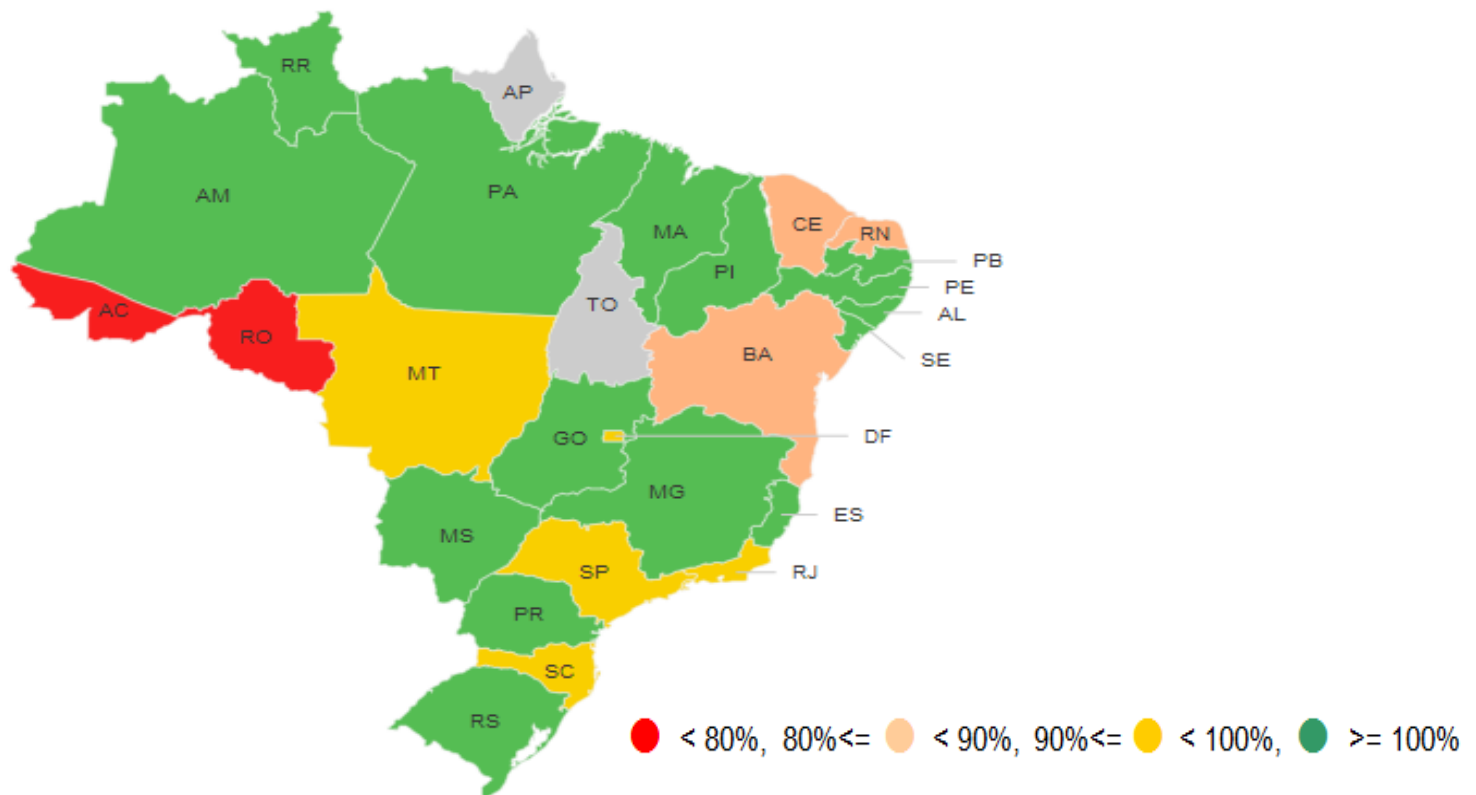 RR
AP
AM
PA
MA
CE
RN
PB
PI
PE
TO
AL
AC
RO
SE
BA
MT
DF
GO
MG
ES
MS
SP
RJ
PR
SC
RS
< 80%, 80%<= < 90%, 90%<= < 100%, >= 100%